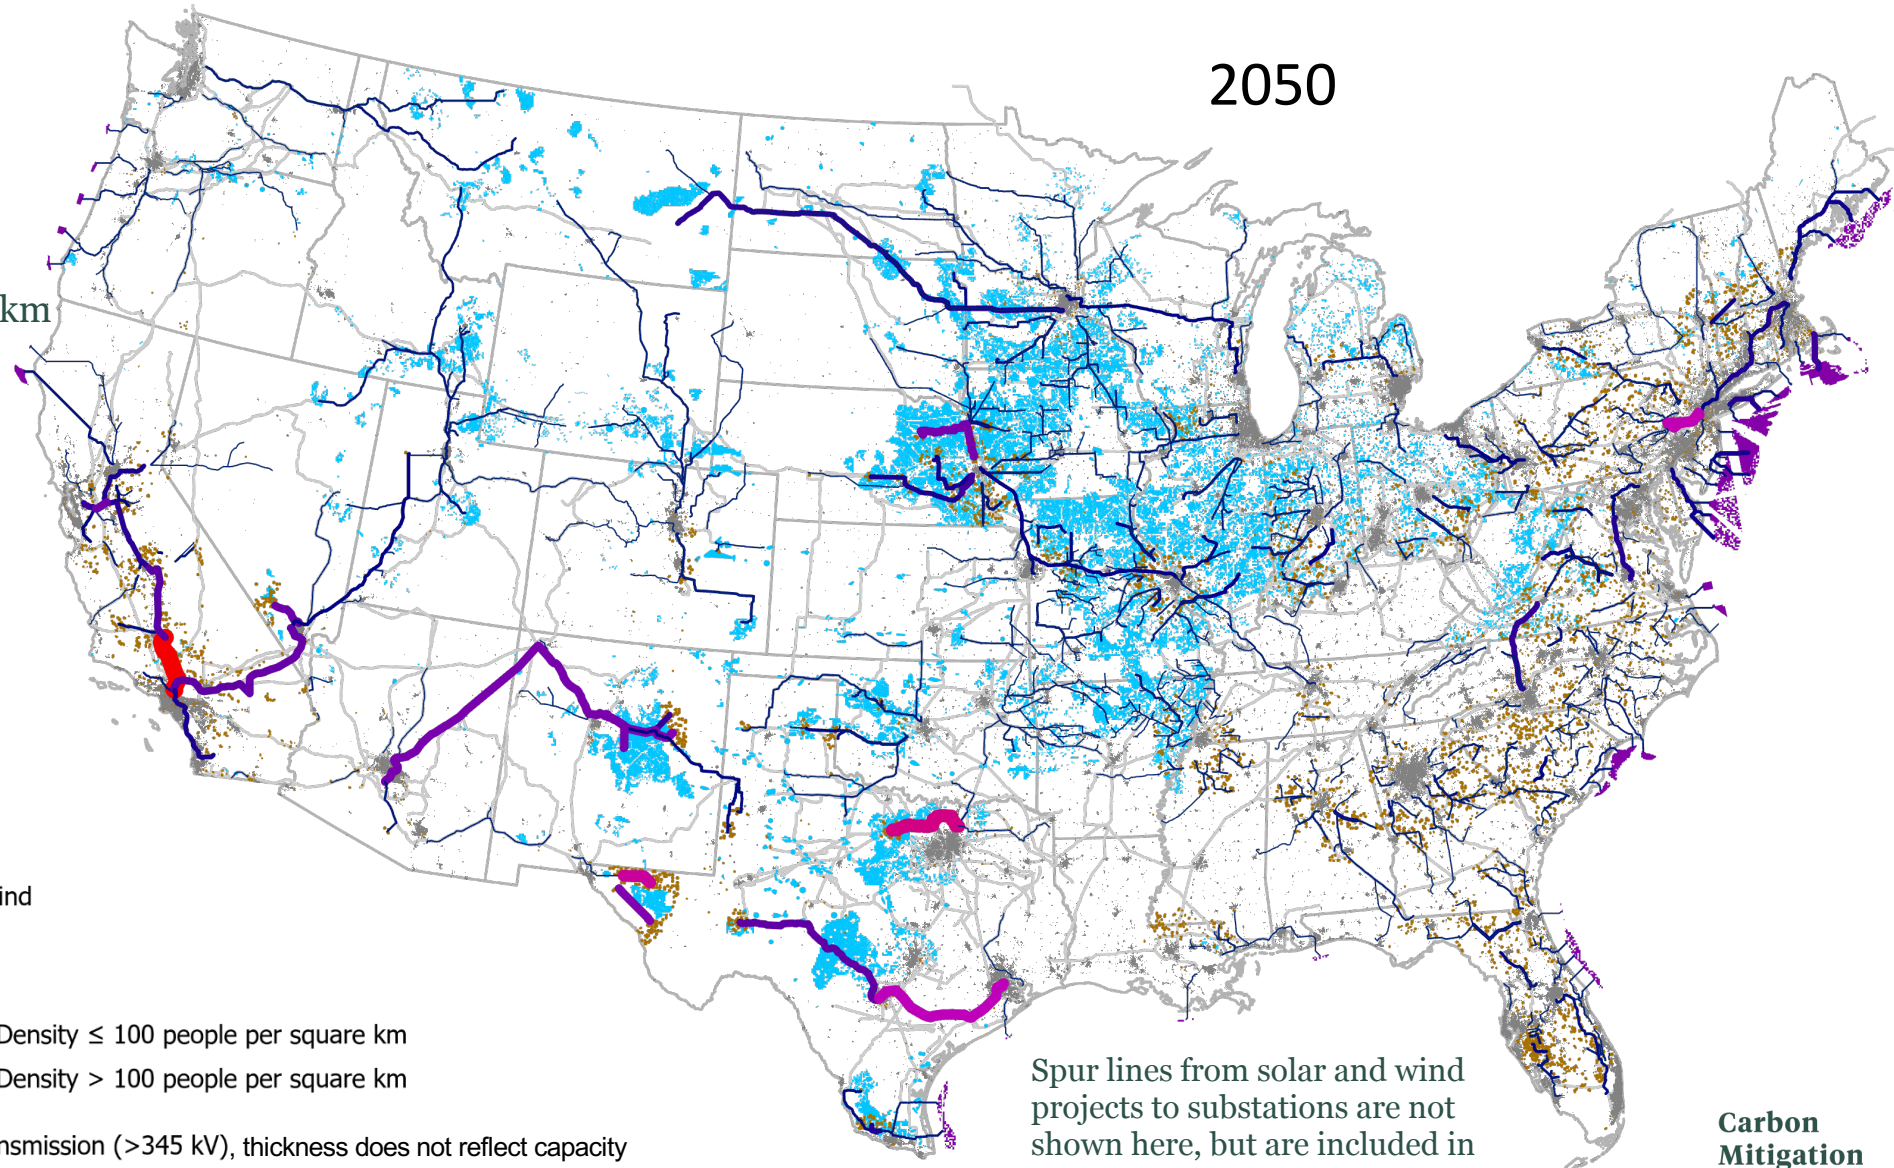 2050
km
ind
Density ≤ 100 people per square km
Density > 100 people per square km
nsmission (>345 kV), thickness does not reflect capacity
Spur lines from solar and wind
projects to substations are not
shown here, but are included in
Carbon
Mitigation